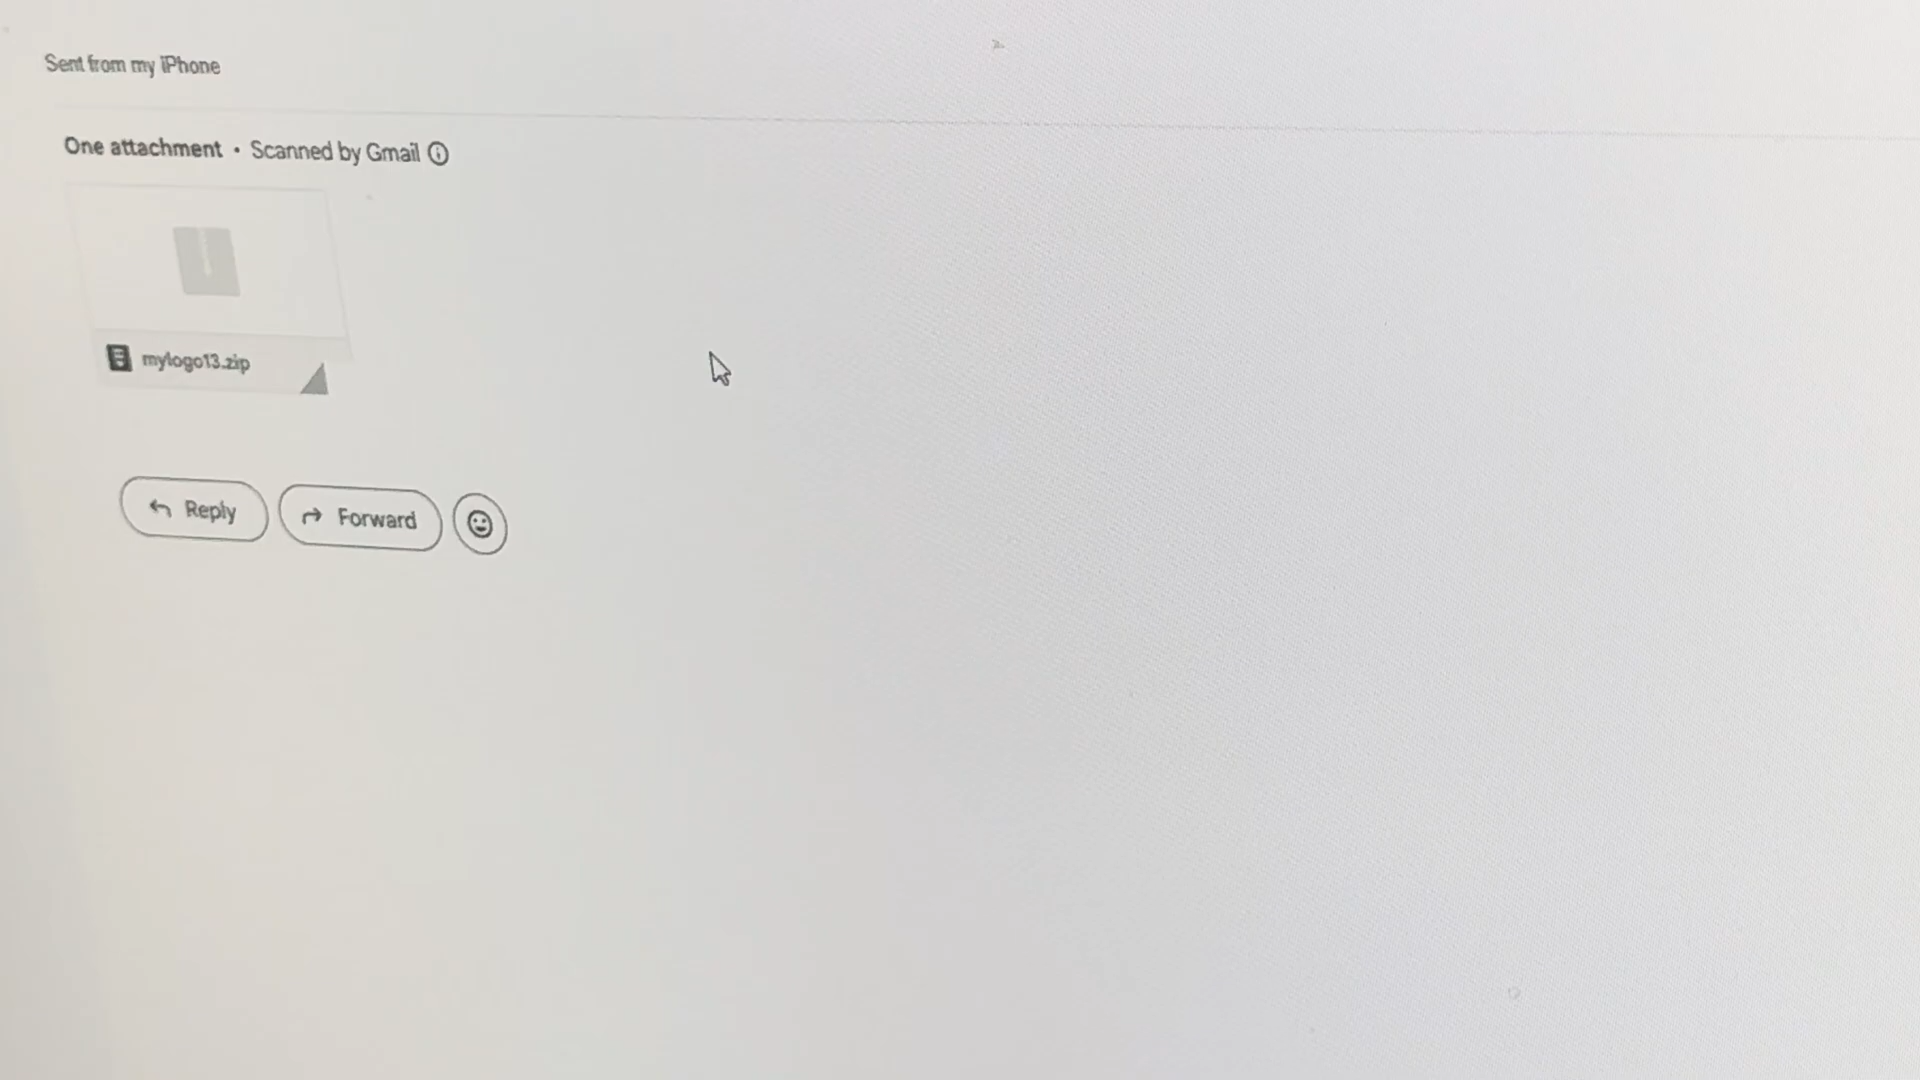 Sent from my iPhone
One attachment • Scanned by Gmail
mylogo13.zip
Reply
Forward